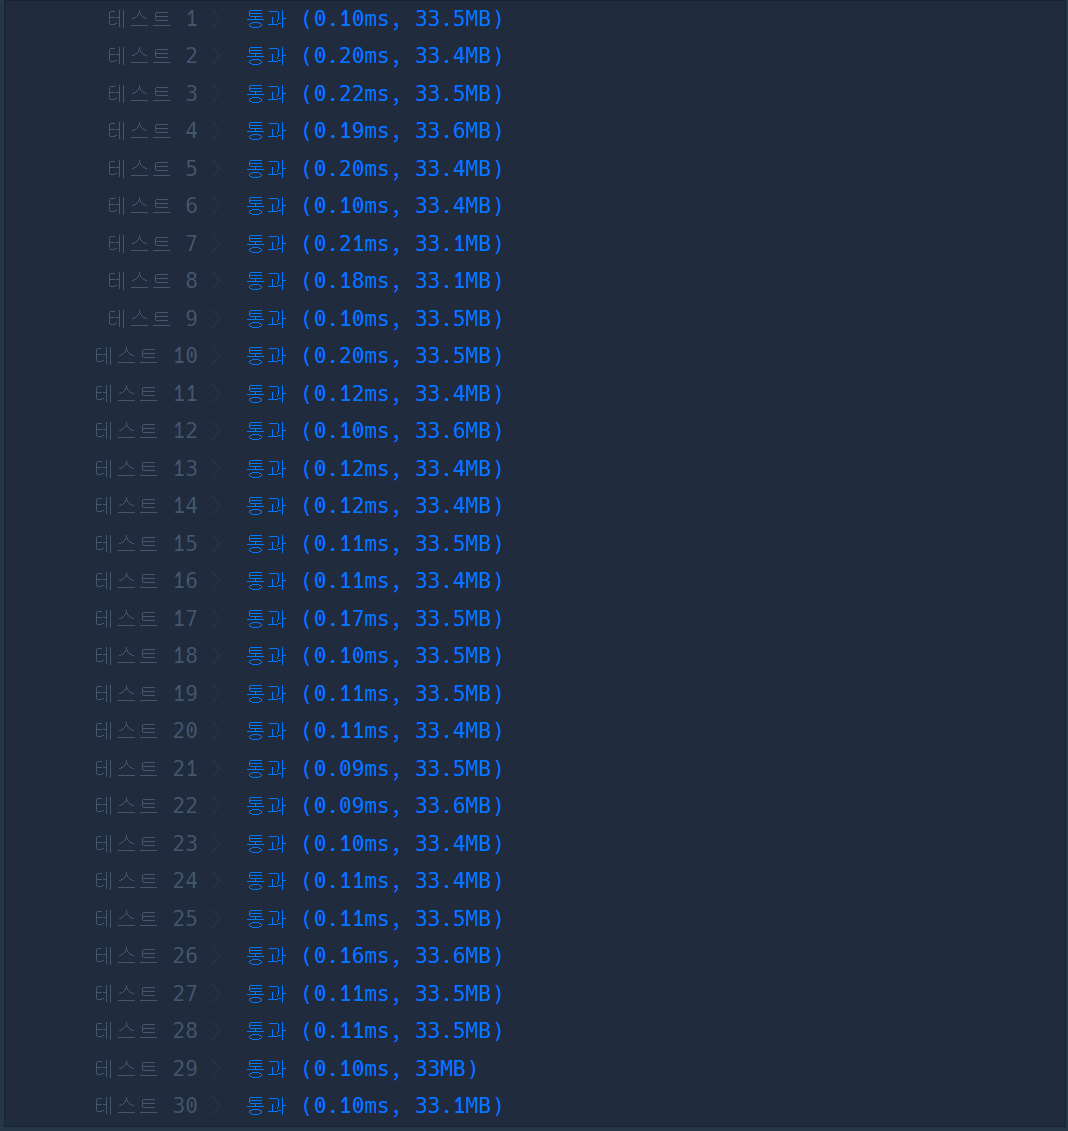 테스트 1 〉 통과 (0.10ms, 33.5MB)
테스트 2 〉 통과 (0.20ms, 33.4MB)
테스트 3 〉 통과 (0.22ms, 33.5MB)
테스트 4 〉 통과 (0.19ms, 33.6MB)
테스트 5 〉 통과 (0.20ms, 33.4MB)
테스트 6 〉 통과 (0.10ms, 33.4MB)
테스트 7 〉 통과 (0.21ms, 33.1MB)
테스트 8 〉 통과 (0.18ms, 33.1MB)
테스트 9 〉 통과 (0.10ms, 33.5MB)
테스트 10 〉 통과 (0.20ms, 33.5MB)
테스트 11 〉 통과 (0.12ms, 33.4MB)
테스트 12 〉 통과 (0.10ms, 33.6MB)
테스트 13 〉 통과 (0.12ms, 33.4MB)
테스트 14 〉 통과 (0.12ms, 33.4MB)
테스트 15 〉 통과 (0.11ms, 33.5MB)
테스트 16 〉 통과 (0.11ms, 33.4MB)
테스트 17 〉 통과 (0.17ms, 33.5MB)
테스트 18 〉 통과 (0.10ms, 33.5MB)
테스트 19 〉 통과 (0.11ms, 33.5MB)
테스트 20 〉 통과 (0.11ms, 33.4MB)
테스트 21 〉 통과 (0.09ms, 33.5MB)
테스트 22 〉 통과 (0.09ms, 33.6MB)
테스트 23 〉 통과 (0.10ms, 33.4MB)
테스트 24 〉 통과 (0.11ms, 33.4MB)
테스트 25 〉 통과 (0.11ms, 33.5MB)
테스트 26 〉 통과 (0.16ms, 33.6MB)
테스트 27 〉 통과 (0.11ms, 33.5MB)
테스트 28 〉 통과 (0.11ms, 33.5MB)
테스트 29 〉 통과 (0.10ms, 33MB)
테스트 30 〉 통과 (0.10ms, 33.1MB)